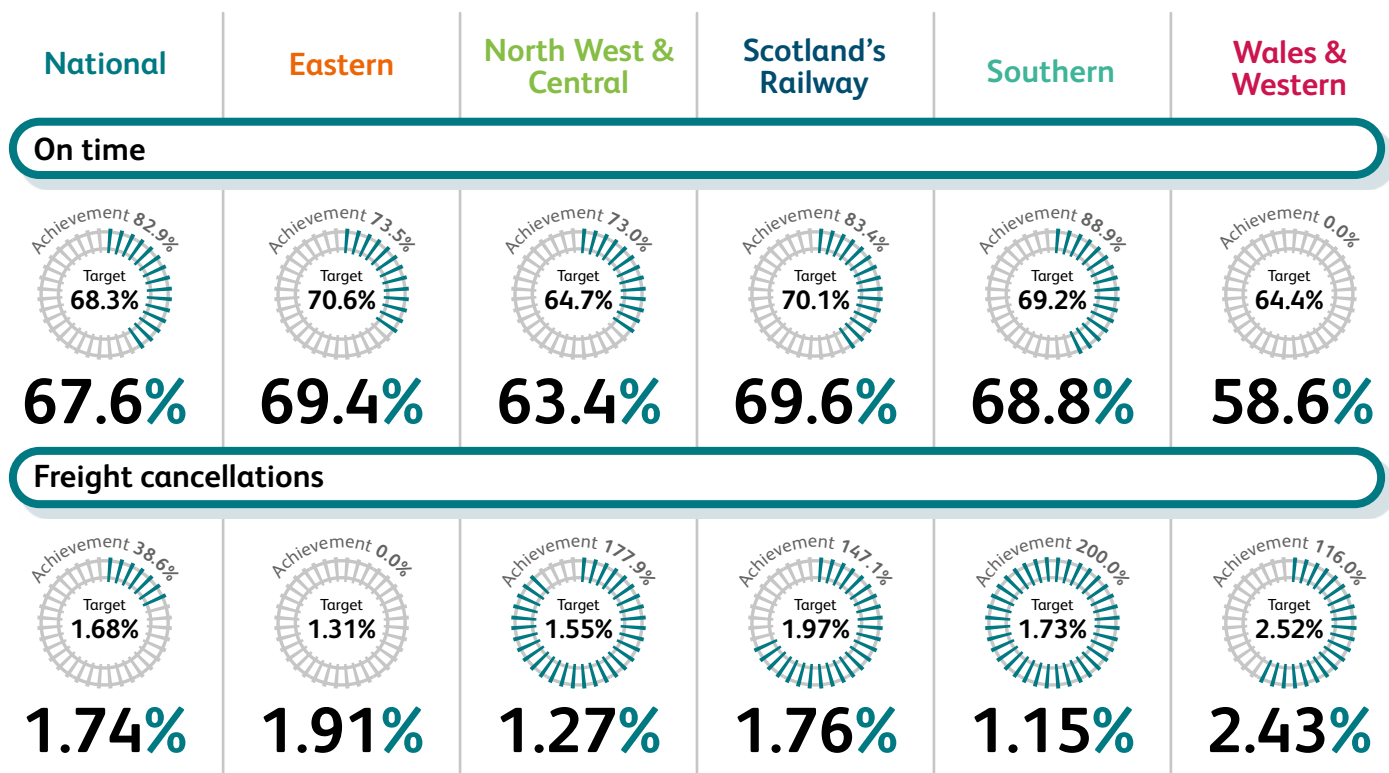 National
Eastern
North West &
Central
Scotland's
Railway
Southern
Wales &
Western
On time
Achievement 82.9%
Target
68.3%
67.6%
Achievement 73.5%
Target
70.6%
69.4%
Achievement 73.0%
Target
64.7%
63.4%
Achievement 83.4%
Target
70.1%
69.6%
Achievement 88.9%
Target
69.2%
68.8%
Achievement 0.0%
Target
64.4%
58.6%
Freight cancellations
Achievement 38.6%
Target
1.68%
1.74%
Achievement 0.0%
Target
1.31%
1.91%
Achievement 177.9%
Target
1.55%
1.27%
Achievement 147.1%
Target
1.97%
1.76%
Achievement 200.0%
Target
1.73%
1.15%
Achievement 116.0%
Target
2.52%
2.43%